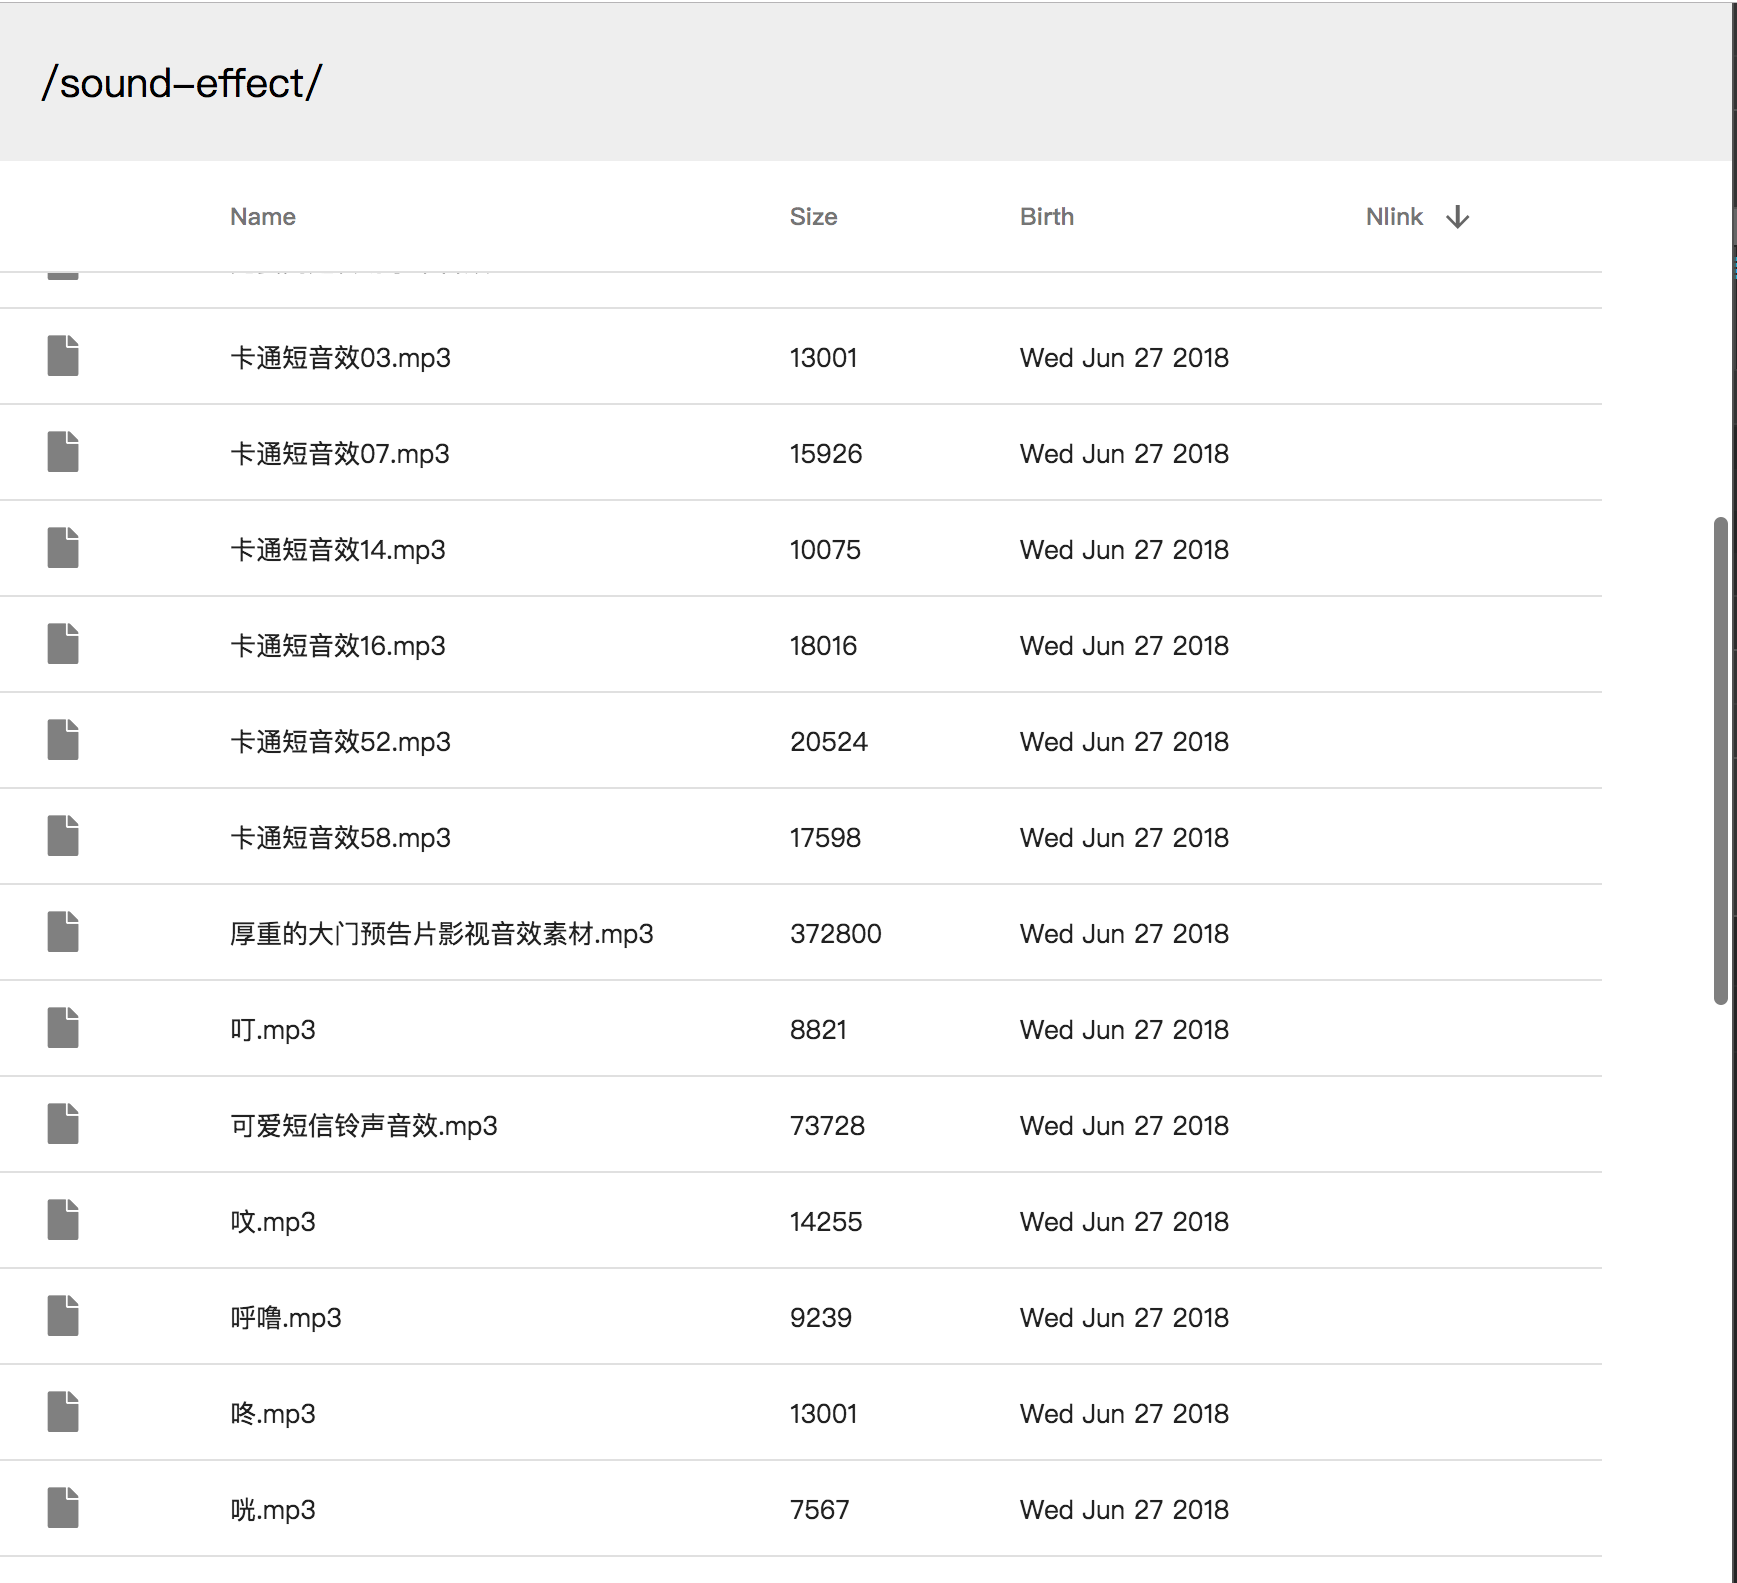 /sound-effect/
Name Size Birth Nlink
卡通短音效03.mp3 13001 Wed Jun 27 2018
卡通短音效07.mp3 15926 Wed Jun 27 2018
卡通短音效14.mp3 10075 Wed Jun 27 2018
卡通短音效16.mp3 18016 Wed Jun 27 2018
卡通短音效52.mp3 20524 Wed Jun 27 2018
卡通短音效58.mp3 17598 Wed Jun 27 2018
厚重的大门预告片影视音效素材.mp3 372800 Wed Jun 27 2018
叮.mp3 8821 Wed Jun 27 2018
可爱短信铃声音效.mp3 73728 Wed Jun 27 2018
呅.mp3 14255 Wed Jun 27 2018
呼噜.mp3 9239 Wed Jun 27 2018
咚.mp3 13001 Wed Jun 27 2018
咣.mp3 7567 Wed Jun 27 2018